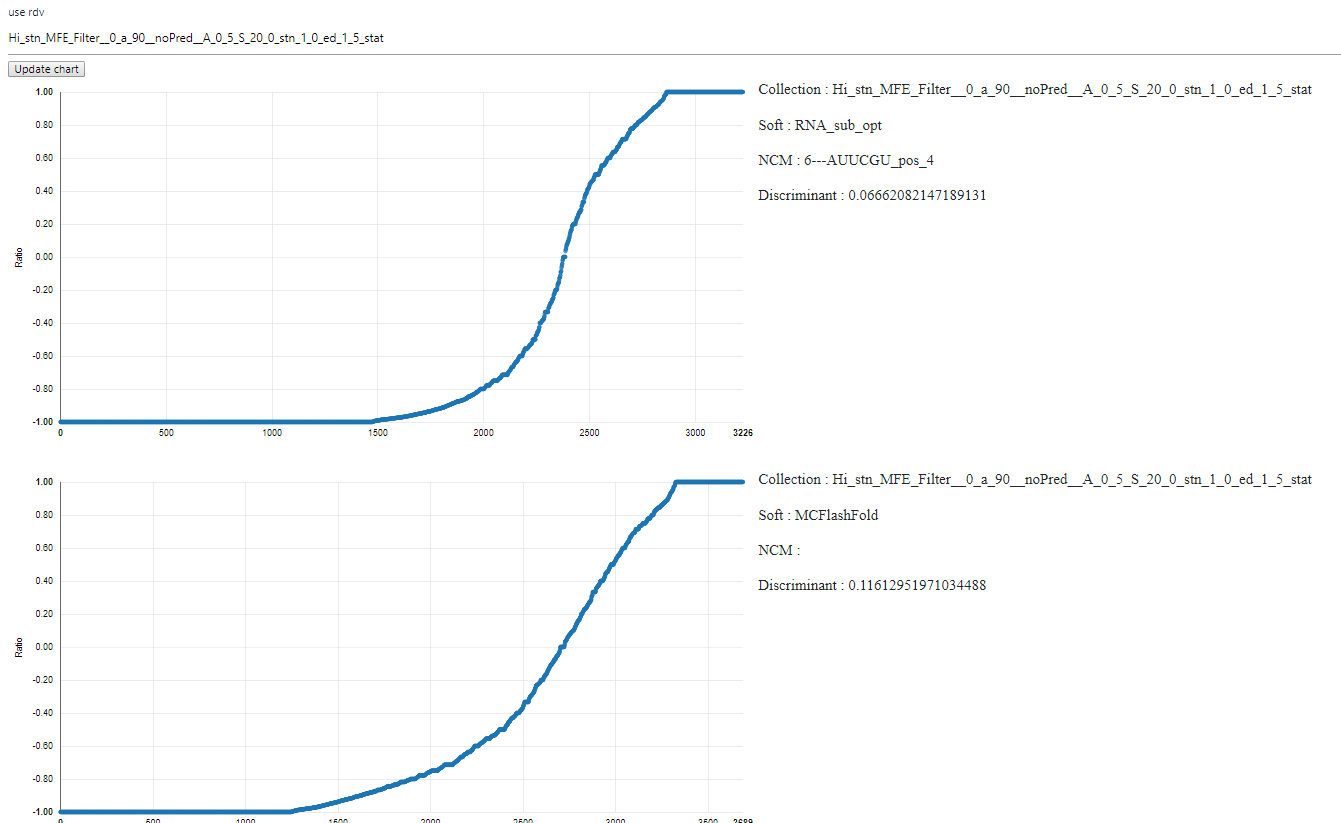 use rdv
Hi_stn_MFE_Filter__0_a_90__noPred__A_0_5_S_20_0_stn_1_0_ed_1_5_stat
Update chart
1.00
0.80
0.60
0.40
0.20
0.00
-0.20
-0.40
-0.60
-0.80
-1.00
Ratio
0 500 1000 1500 2000 2500 3000 3226
Collection : Hi_stn_MFE_Filter__0_a_90__noPred__A_0_5_S_20_0_stn_1_0_ed_1_5_stat
Soft : RNA_sub_opt
NCM : 6---AUUCGU_pos_4
Discriminant : 0.06662082147189131
1.00
0.80
0.60
0.40
0.20
0.00
-0.20
-0.40
-0.60
-0.80
-1.00
Ratio
0 500 1000 1500 2000 2500 3000 3500
Collection : Hi_stn_MFE_Filter__0_a_90__noPred__A_0_5_S_20_0_stn_1_0_ed_1_5_stat
Soft : MCFlashFold
NCM :
Discriminant : 0.11612951971034488